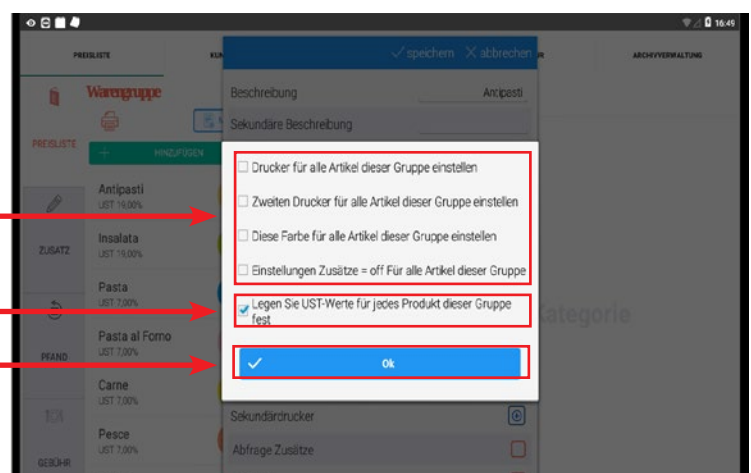 16:49
PREISLISTE
KUN
ARCHIVVERWALTUNG
speichern
abbrechen
Warengruppe
Beschreibung
Antipasti
Sekundäre Beschreibung
PREISLISTE
HINZUFÜGEN
Drucker für alle Artikel dieser Gruppe einstellen
Antipasti
UST 19,00%
Zweiten Drucker für alle Artikel dieser Gruppe einstellen
ZUSATZ
Insalata
UST 19,00%
Diese Farbe für alle Artikel dieser Gruppe einstellen
Einstellungen Zusätze = off Für alle Artikel dieser Gruppe
Pasta
UST 7,00%
Legen Sie UST-Werte für jedes Produkt dieser Gruppe
fest
Kategorie
PFAND
Pasta al Forno
UST 7,00%
Ok
Carne
UST 7,00%
Sekundärdrucker
Pesce
UST 7,00%
Abfrage Zusätze
GEBÜHR